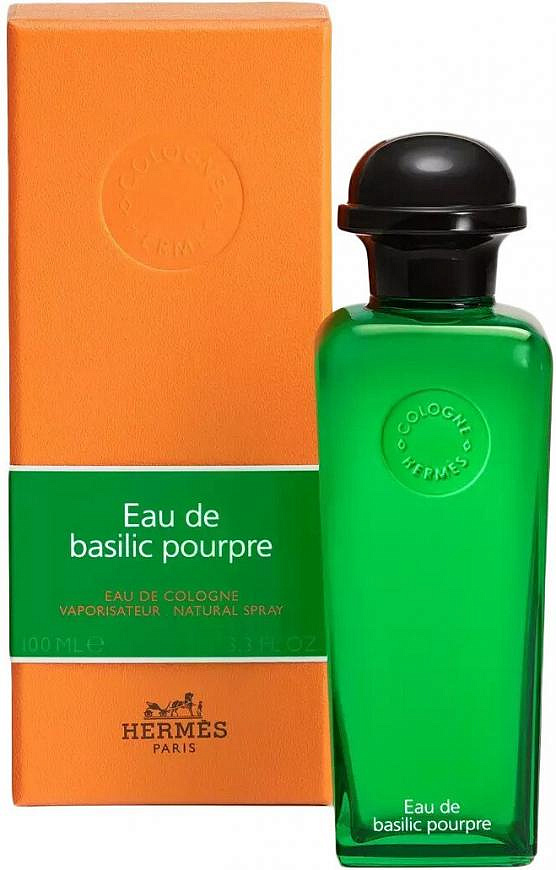 COLOGNE
HERMÈS
Eau de
basilic pourpre
EAU DE COLOGNE
VAPORISATEUR . NATURAL SPRAY
100 ML℮ 3.3 FL OZ
HERMÈS
PARIS
COLOGNE
HERMÈS
Eau de
basilic pourpre